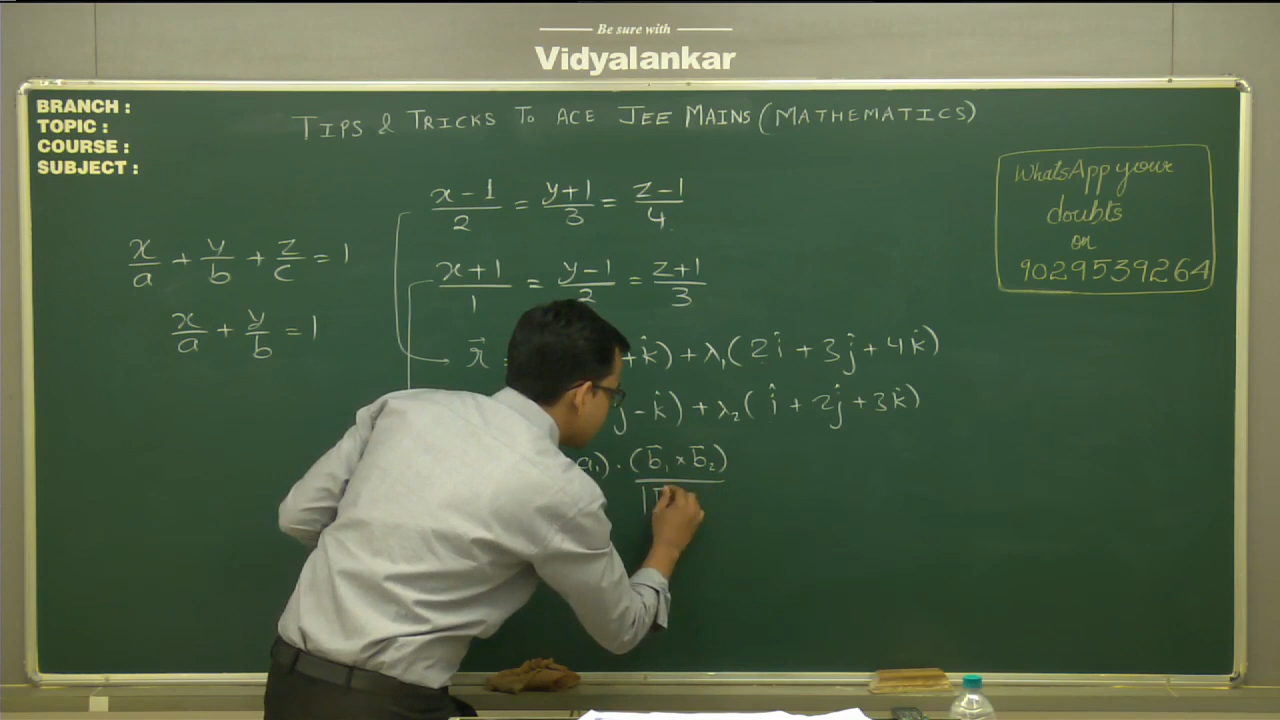 Be sure with
Vidyalankar
BRANCH :
TOPIC :
COURSE :
SUBJECT :
TIPS & TRICKS TO ACE JEE MAINS (MATHEMATICS)
WhatsApp your
doubts
on
9029539264
x/a + y/b + z/c = 1
x/a + y/b = 1
(x-1)/2 = (y+1)/3 = (z-1)/4
(x+1)/1 = (y-1)/2 = (z+1)/3
r⃗ = +k̂) + λ₁(2î + 3ĵ + 4k̂)
ĵ - k̂) + λ₂(î + 2ĵ + 3k̂)
a₁) · (b̄₁ × b̄₂)